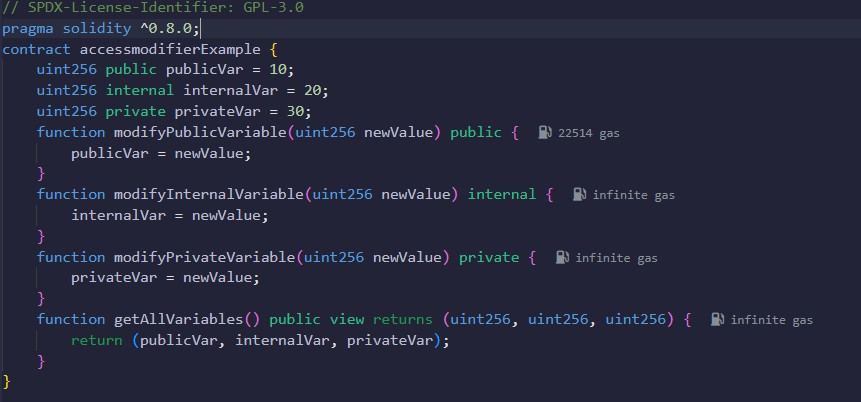 // SPDX-License-Identifier: GPL-3.0
pragma solidity ^0.8.0;
contract accessmodifierExample {
    uint256 public publicVar = 10;
    uint256 internal internalVar = 20;
    uint256 private privateVar = 30;
    function modifyPublicVariable(uint256 newValue) public {   22514 gas
        publicVar = newValue;
    }
    function modifyInternalVariable(uint256 newValue) internal {   infinite gas
        internalVar = newValue;
    }
    function modifyPrivateVariable(uint256 newValue) private {   infinite gas
        privateVar = newValue;
    }
    function getAllVariables() public view returns (uint256, uint256, uint256) {   infinite gas
        return (publicVar, internalVar, privateVar);
    }
}